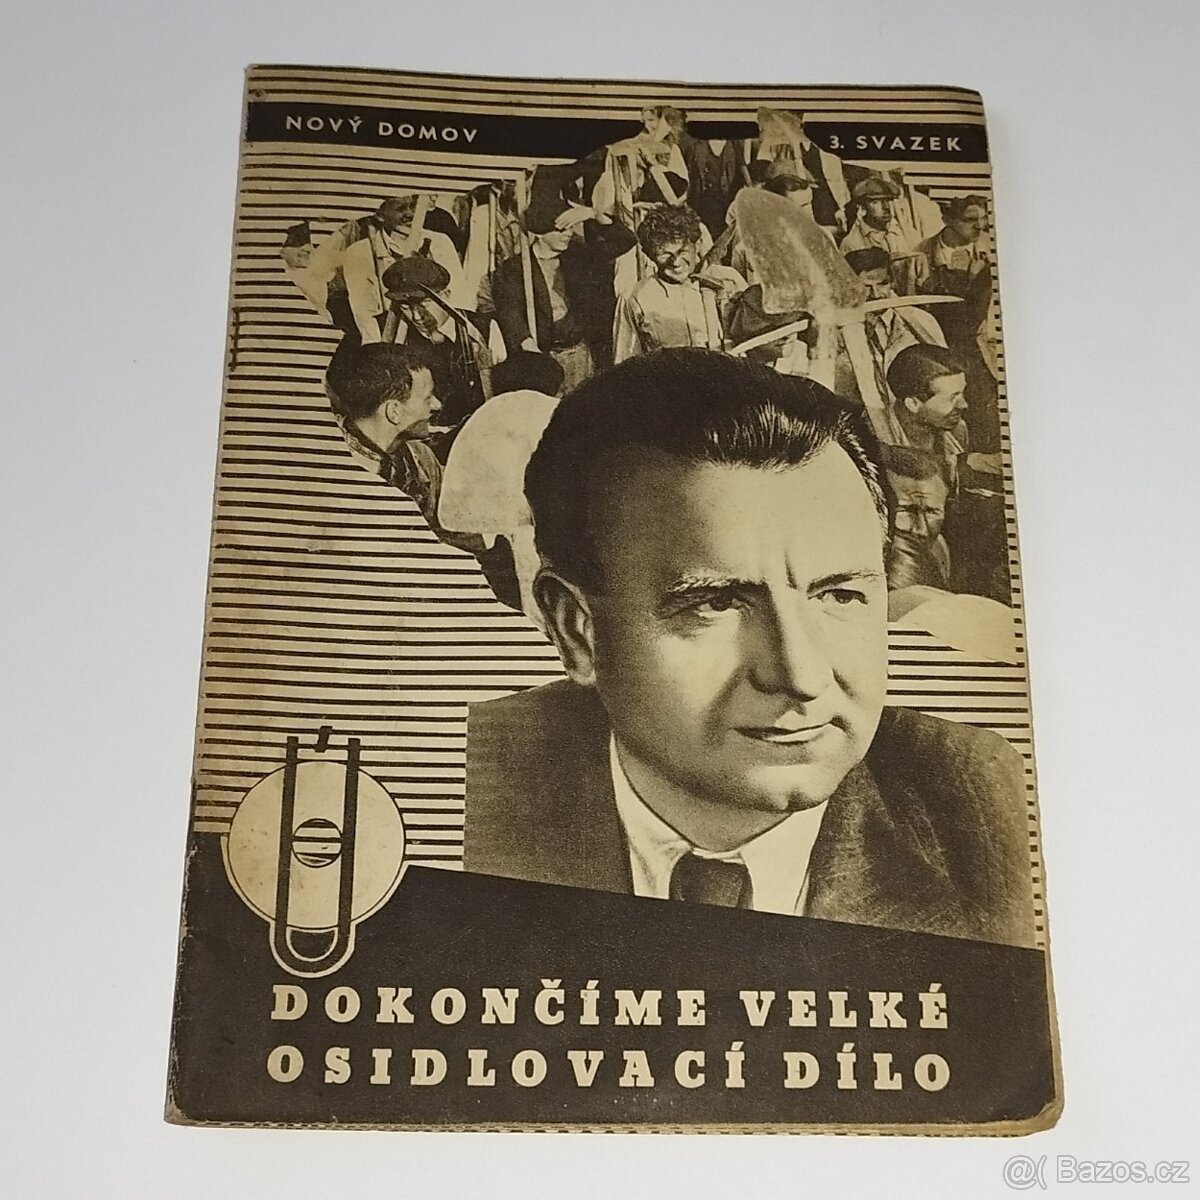 NOVÝ DOMOV
3. SVAZEK
DOKONČÍME VELKÉ
OSIDLOVACÍ DÍLO
@( Bazos.cz